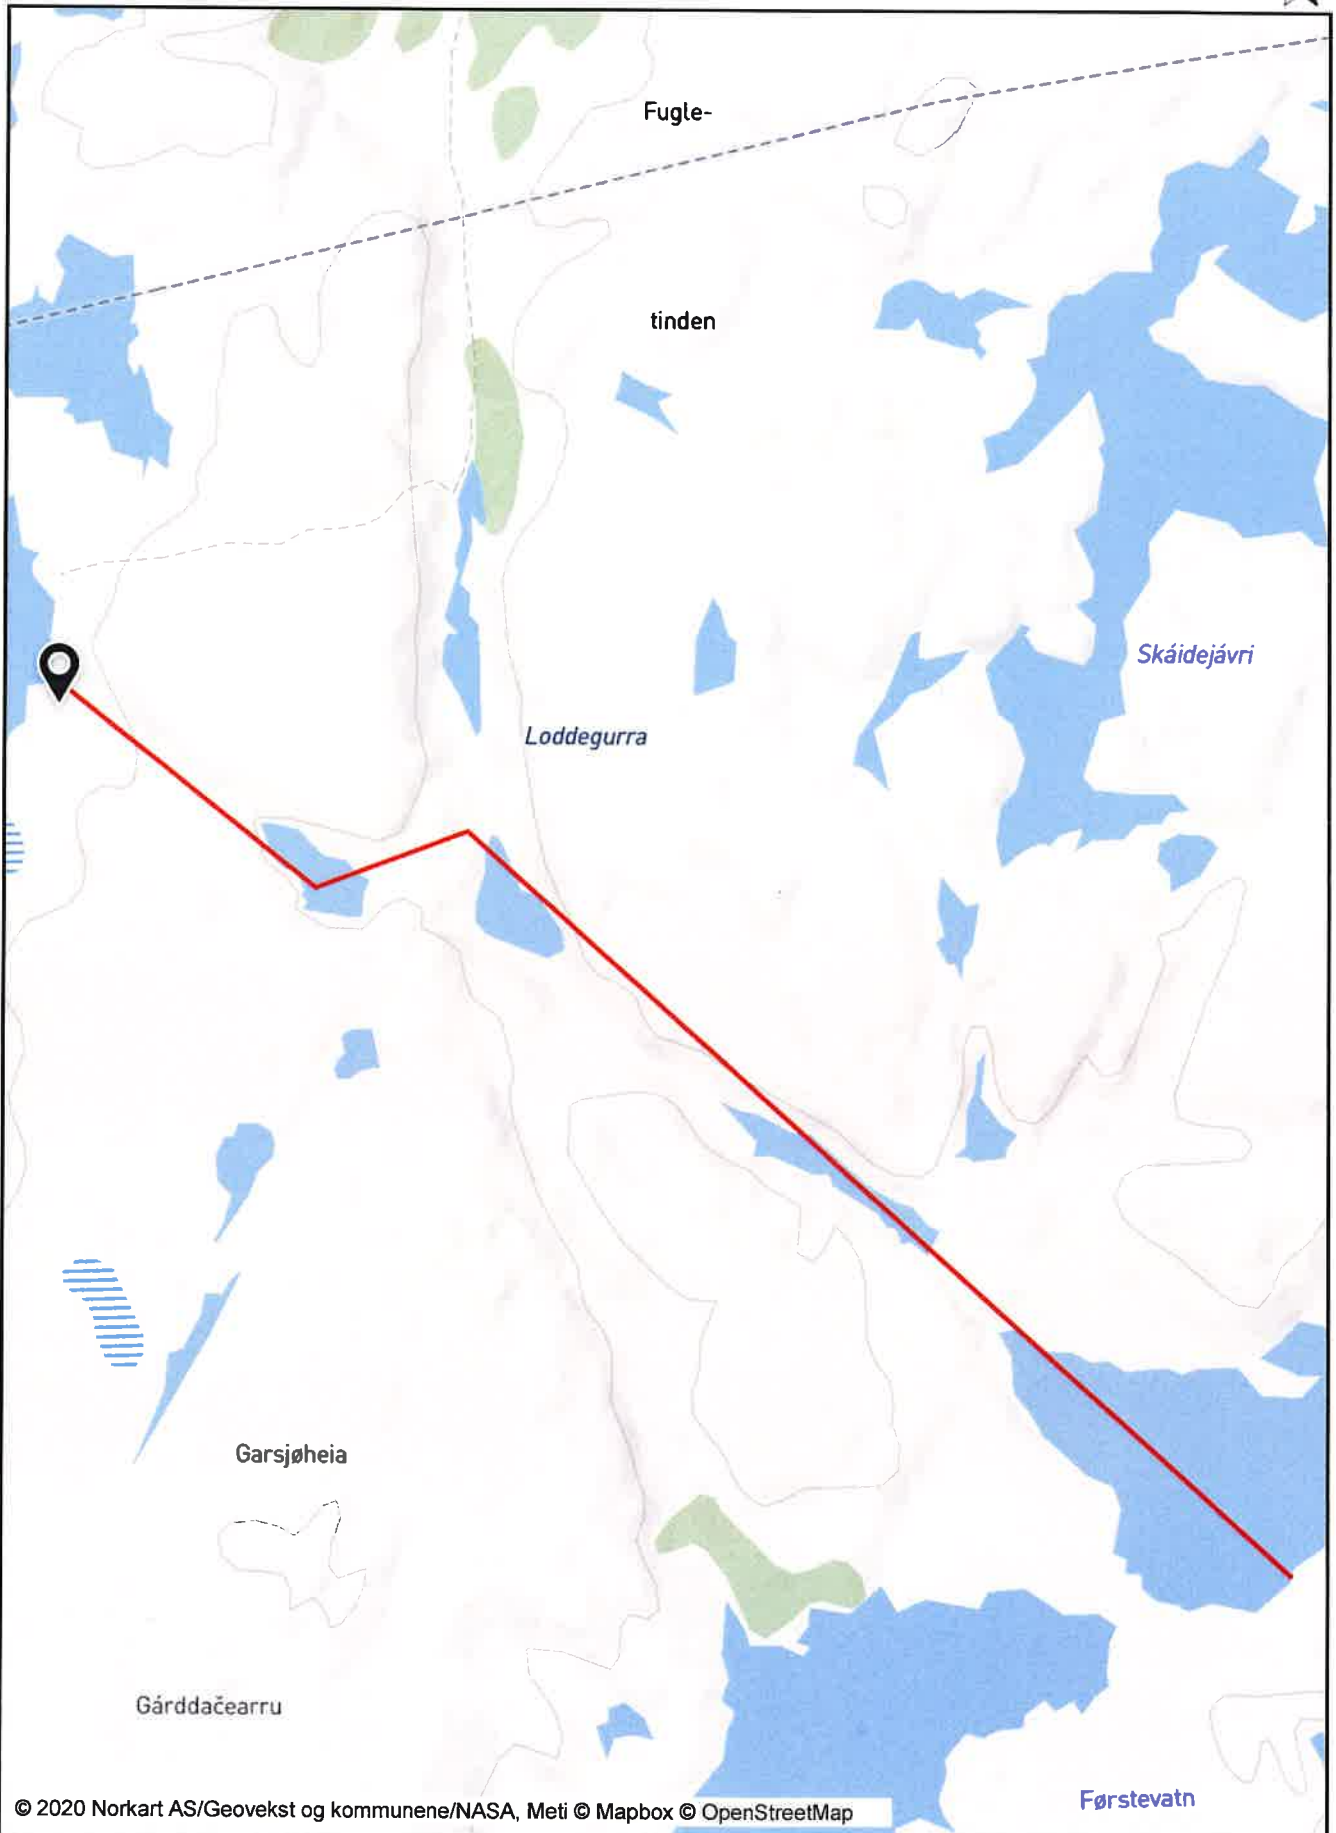 Fugle-
tinden
Skáidejávri
Loddegurra
Garsjøheia
Gárddačearru
Førstevatn
© 2020 Norkart AS/Geovekst og kommunene/NASA, Meti © Mapbox © OpenStreetMap